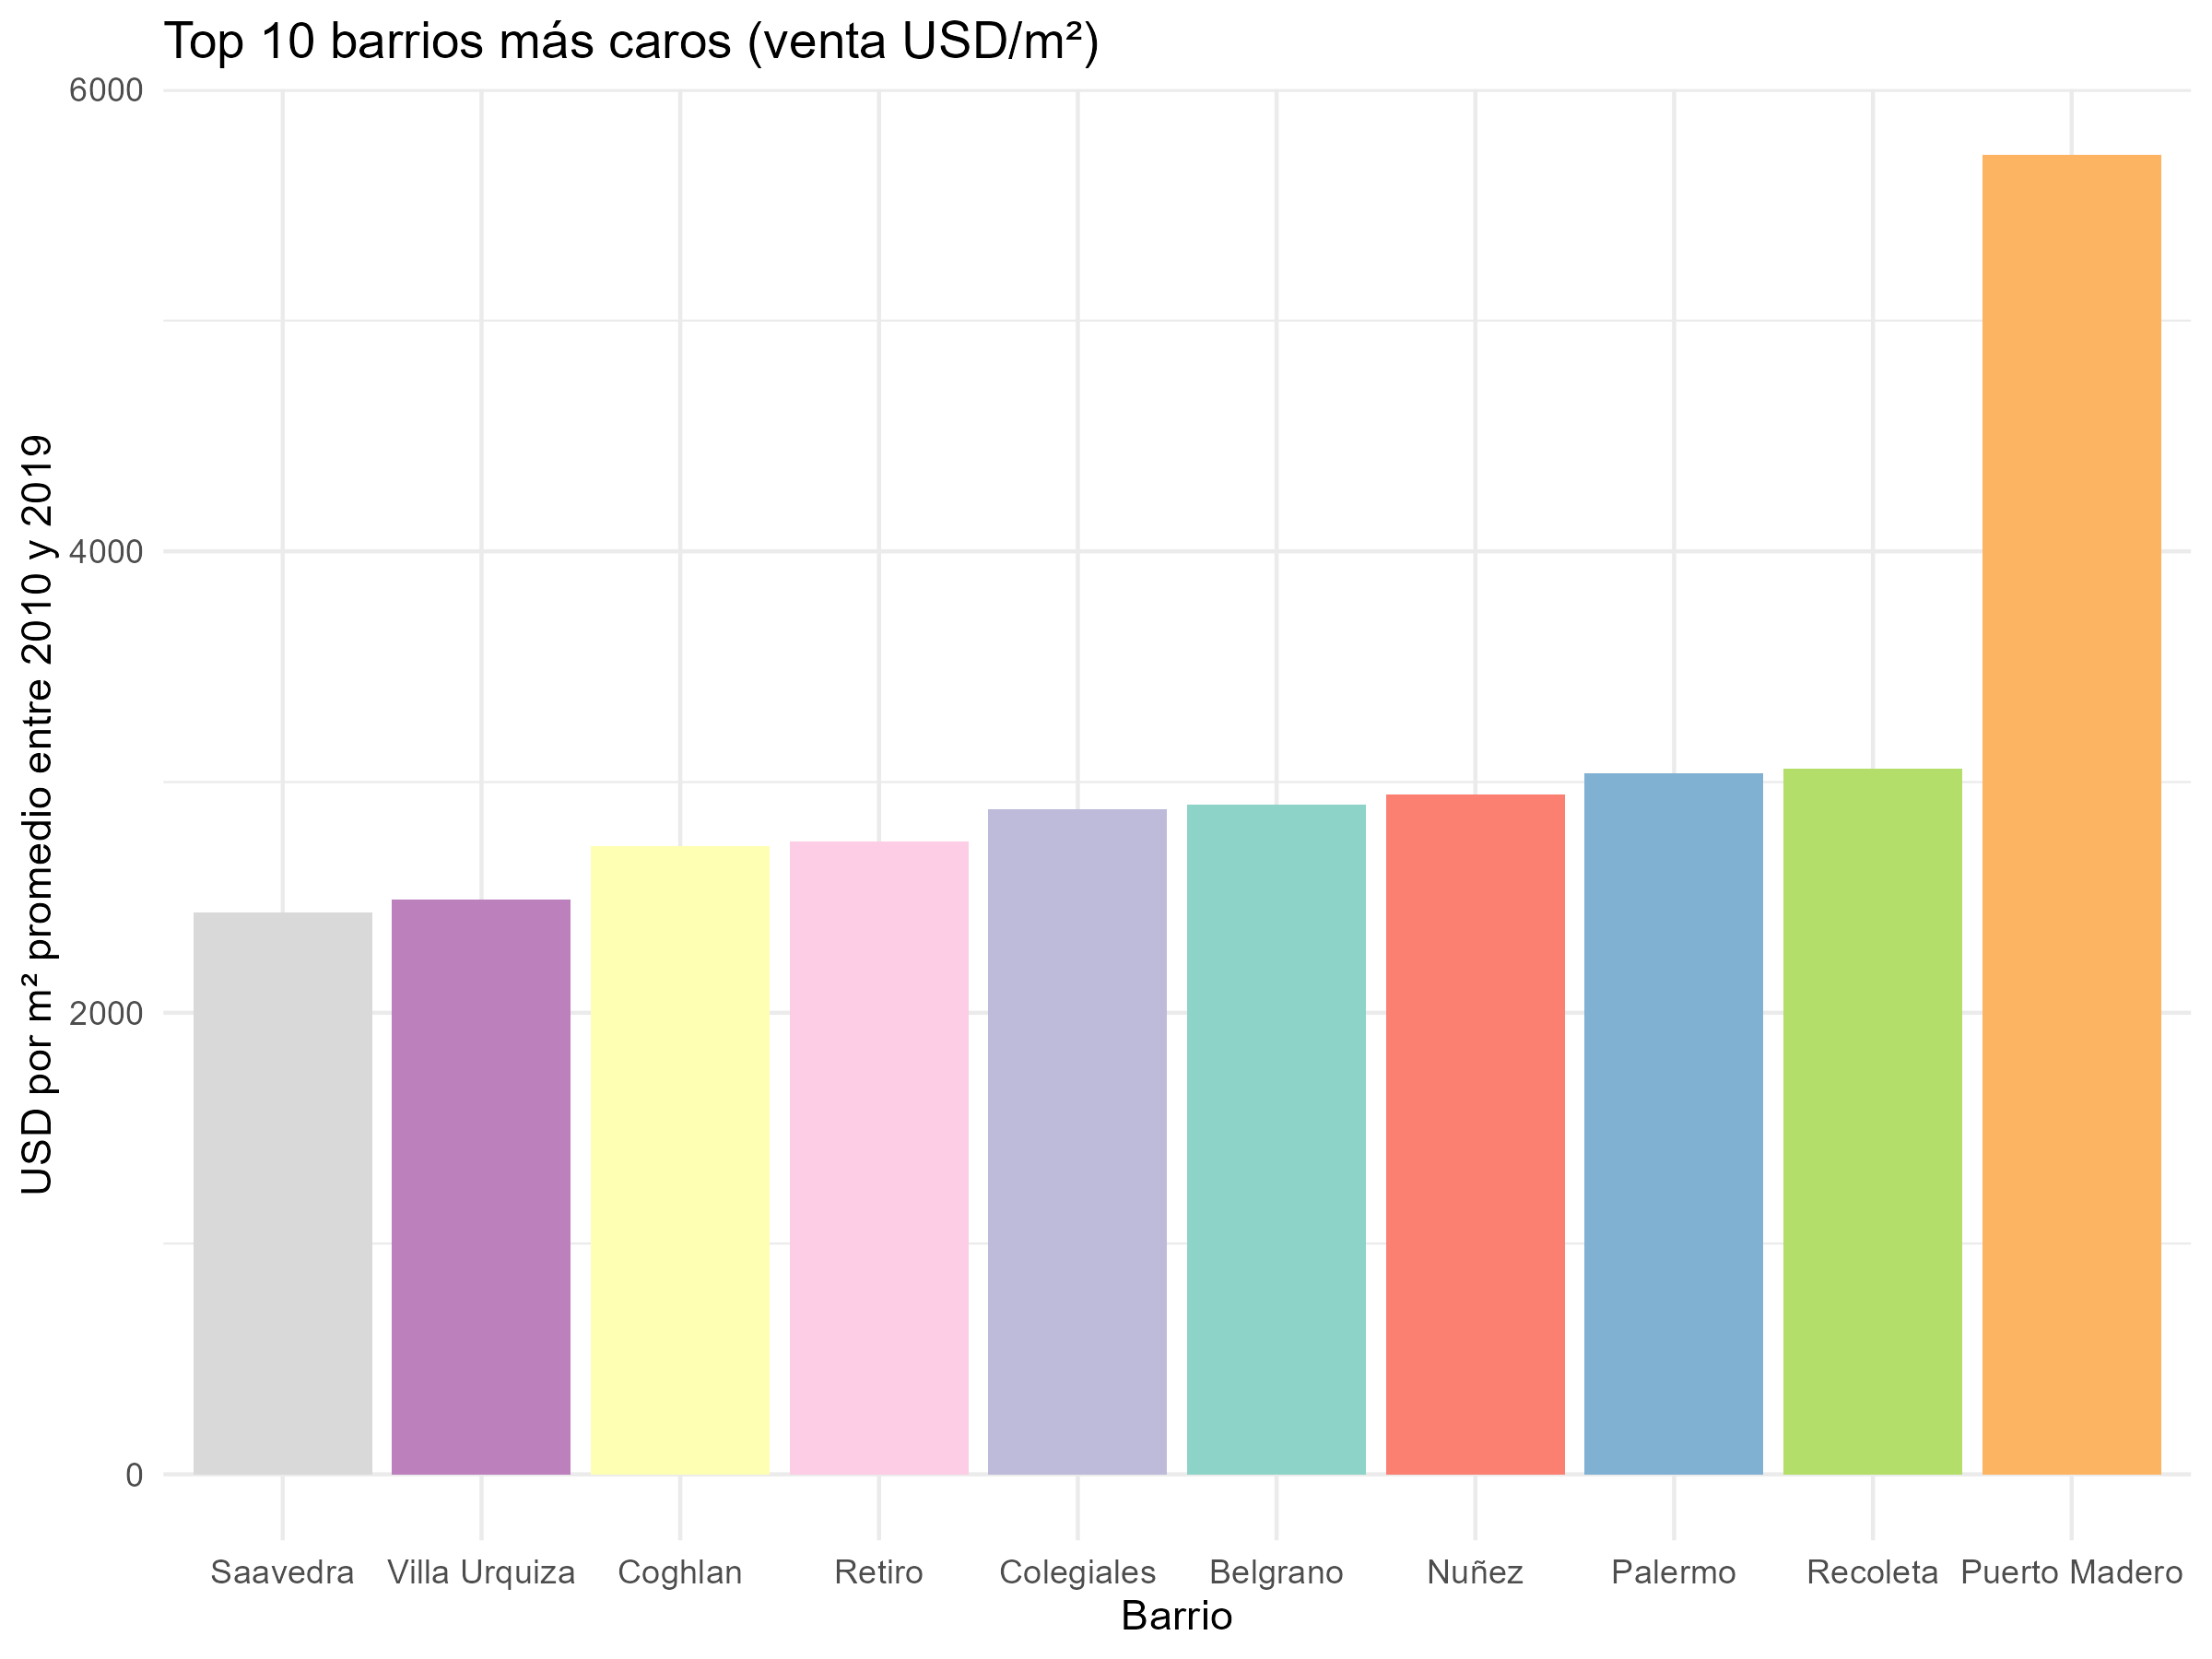 Top 10 barrios más caros (venta USD/m²)
USD por m² promedio entre 2010 y 2019
6000
4000
2000
0
Saavedra Villa Urquiza Coghlan Retiro Colegiales Belgrano Nuñez Palermo Recoleta Puerto Madero
Barrio